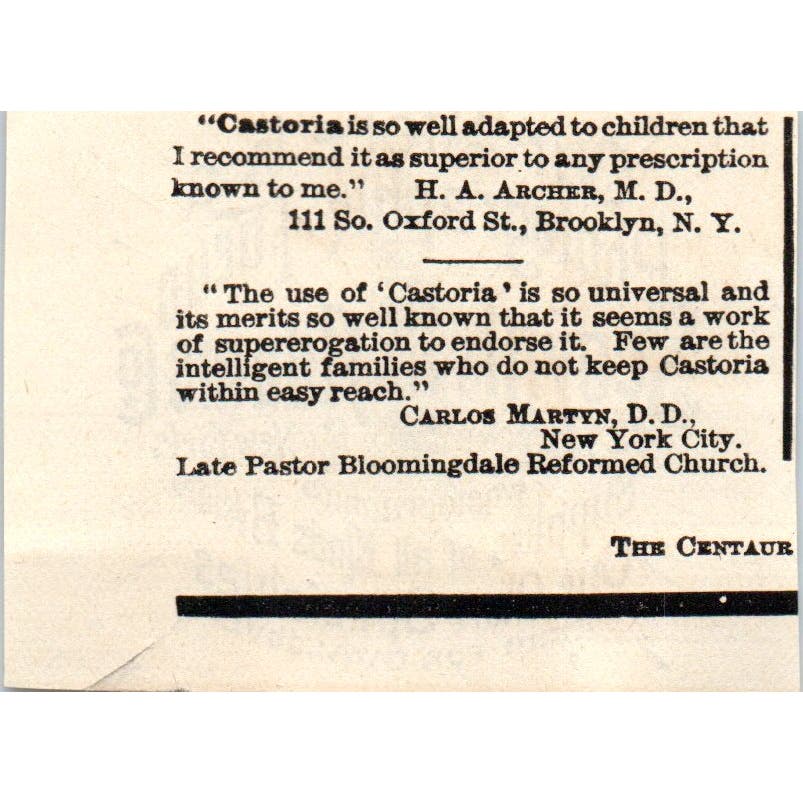 "Castoria is so well adapted to children that
I recommend it as superior to any prescription
known to me." H. A. ARCHER, M. D.,
111 So. Oxford St., Brooklyn, N. Y.
"The use of 'Castoria' is so universal and
its merits so well known that it seems a work
of supererogation to endorse it. Few are the
intelligent families who do not keep Castoria
within easy reach."
CARLOS MARTYN, D. D.,
New York City.
Late Pastor Bloomingdale Reformed Church.
THE CENTAUR